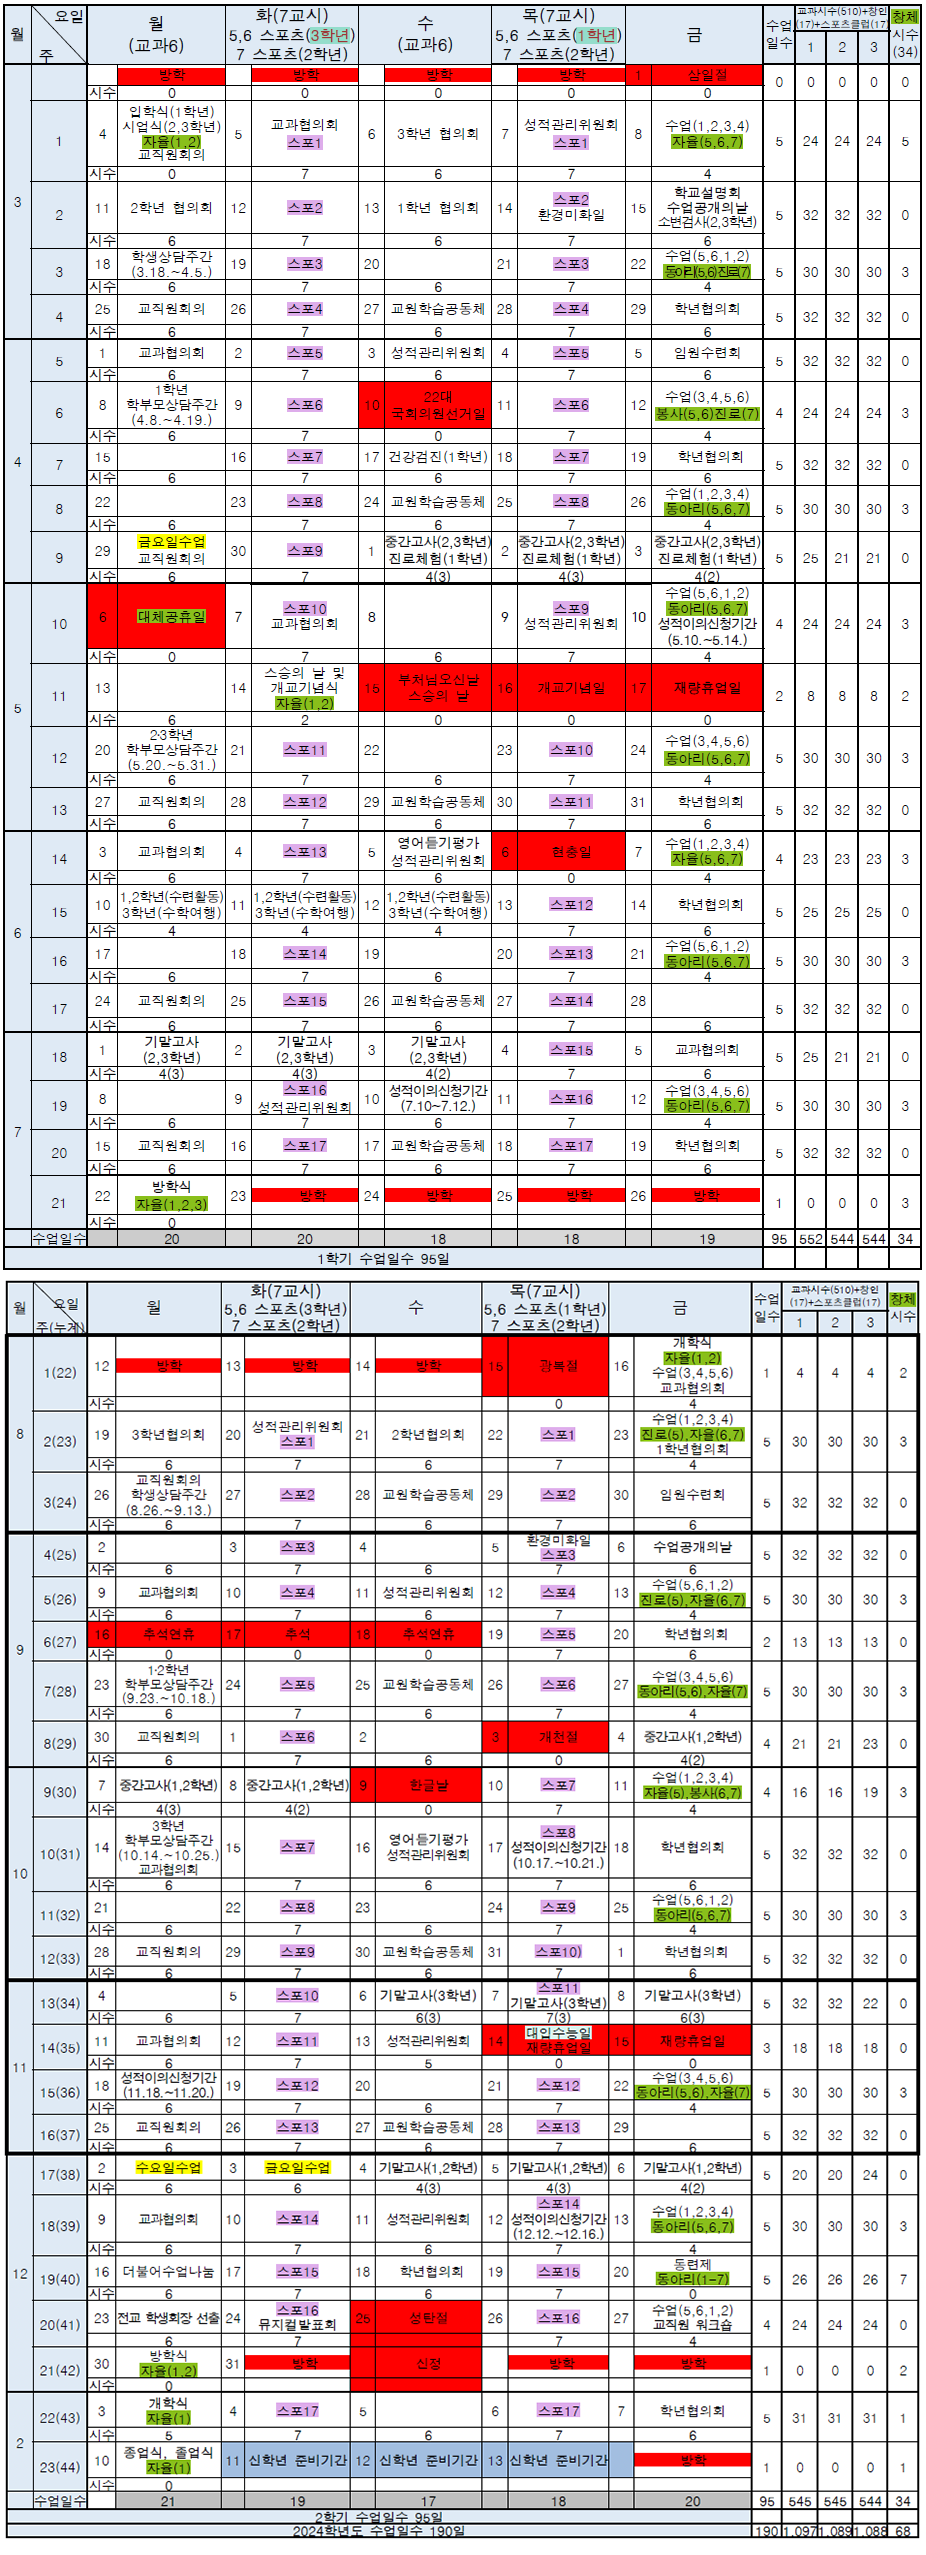 월 요일 주 월 (교과6) 화(7교시) 5,6 스포츠(3학년) 7 스포츠(2학년) 수 (교과6) 목(7교시) 5,6 스포츠(1학년) 7 스포츠(2학년) 금 수업일수 교과시수(510)+창인(17)+스포츠클럽(17) 1 2 3 창체시수(34)
3 방학 방학 방학 방학 1 삼일절 0 0 0 0 0
시수 0 0 0 0 0
1 4 입학식(1학년) 시업식(2,3학년) 자율(1,2) 교직원회의 5 교과협의회 스포1 6 3학년 협의회 7 성적관리위원회 스포1 8 수업(1,2,3,4) 자율(5,6,7) 5 24 24 24 5
시수 0 7 6 7 4
2 11 2학년 협의회 12 스포2 13 1학년 협의회 14 스포2 환경미화일 15 학교설명회 수업공개의날 소변검사(2,3학년) 5 32 32 32 0
시수 6 7 6 7 6
3 18 학생상담주간 (3.18.~4.5.) 19 스포3 20 21 스포3 22 수업(5,6,1,2) 동아리(5,6)진로(7) 5 30 30 30 3
시수 6 7 6 7 4
4 25 교직원회의 26 스포4 27 교원학습공동체 28 스포4 29 학년협의회 5 32 32 32 0
시수 6 7 6 7 6
4 5 1 교과협의회 2 스포5 3 성적관리위원회 4 스포5 5 임원수련회 5 32 32 32 0
시수 6 7 6 7 6
6 8 1학년 학부모상담주간 (4.8.~4.19.) 9 스포6 10 22대 국회의원선거일 11 스포6 12 수업(3,4,5,6) 봉사(5,6)진로(7) 4 24 24 24 3
시수 6 7 0 7 4
7 15 16 스포7 17 건강검진(1학년) 18 스포7 19 학년협의회 5 32 32 32 0
시수 6 7 6 7 6
8 22 23 스포8 24 교원학습공동체 25 스포8 26 수업(1,2,3,4) 동아리(5,6,7) 5 30 30 30 3
시수 6 7 6 7 4
9 29 금요일수업 교직원회의 30 스포9 1 중간고사(2,3학년) 진로체험(1학년) 2 중간고사(2,3학년) 진로체험(1학년) 3 중간고사(2,3학년) 진로체험(1학년) 5 25 21 21 0
시수 6 7 4(3) 4(3) 4(2)
5 10 6 대체공휴일 7 스포10 교과협의회 8 9 스포9 성적관리위원회 10 수업(5,6,1,2) 동아리(5,6,7) 성적이의신청기간 (5.10.~5.14.) 4 24 24 24 3
시수 0 7 6 7 4
11 13 14 스승의 날 및 개교기념식 자율(1,2) 15 부처님오신날 스승의 날 16 개교기념일 17 재량휴업일 2 8 8 8 2
시수 6 2 0 0 0
12 20 2·3학년 학부모상담주간 (5.20.~5.31.) 21 스포11 22 23 스포10 24 수업(3,4,5,6) 동아리(5,6,7) 5 30 30 30 3
시수 6 7 6 7 4
13 27 교직원회의 28 스포12 29 교원학습공동체 30 스포11 31 학년협의회 5 32 32 32 0
시수 6 7 6 7 6
6 14 3 교과협의회 4 스포13 5 영어듣기평가 성적관리위원회 6 현충일 7 수업(1,2,3,4) 자율(5,6,7) 4 23 23 23 3
시수 6 7 6 0 4
15 10 1,2학년(수련활동) 3학년(수학여행) 11 1,2학년(수련활동) 3학년(수학여행) 12 1,2학년(수련활동) 3학년(수학여행) 13 스포12 14 학년협의회 5 25 25 25 0
시수 4 4 4 7 6
16 17 18 스포14 19 20 스포13 21 수업(5,6,1,2) 동아리(5,6,7) 5 30 30 30 3
시수 6 7 6 7 4
17 24 교직원회의 25 스포15 26 교원학습공동체 27 스포14 28 5 32 32 32 0
시수 6 7 6 7 6
7 18 1 기말고사 (2,3학년) 2 기말고사 (2,3학년) 3 기말고사 (2,3학년) 4 스포15 5 교과협의회 5 25 21 21 0
시수 4(3) 4(3) 4(2) 7 6
19 8 9 스포16 성적관리위원회 10 성적이의신청기간 (7.10~7.12.) 11 스포16 12 수업(3,4,5,6) 동아리(5,6,7) 5 30 30 30 3
시수 6 7 6 7 4
20 15 교직원회의 16 스포17 17 교원학습공동체 18 스포17 19 학년협의회 5 32 32 32 0
시수 6 7 6 7 6
21 22 방학식 자율(1,2,3) 23 방학 24 방학 25 방학 26 방학 1 0 0 0 3
시수 0
수업일수 20 20 18 18 19 95 552 544 544 34
1학기 수업일수 95일
월 요일 주(누계) 월 화(7교시) 5,6 스포츠(3학년) 7 스포츠(2학년) 수 목(7교시) 5,6 스포츠(1학년) 7 스포츠(2학년) 금 수업일수 교과시수(510)+창인(17)+스포츠클럽(17) 1 2 3 창체시수
8 1(22) 12 방학 13 방학 14 방학 15 광복절 16 개학식 자율(1,2) 수업(3,4,5,6) 교과협의회 1 4 4 4 2
시수 0 4
2(23) 19 3학년협의회 20 성적관리위원회 스포1 21 2학년협의회 22 스포1 23 수업(1,2,3,4) 진로(5),자율(6,7) 1학년협의회 5 30 30 30 3
시수 6 7 6 7 4
3(24) 26 교직원회의 학생상담주간 (8.26.~9.13.) 27 스포2 28 교원학습공동체 29 스포2 30 임원수련회 5 32 32 32 0
시수 6 7 6 7 6
9 4(25) 2 3 스포3 4 5 환경미화일 스포3 6 수업공개의날 5 32 32 32 0
시수 6 7 6 7 6
5(26) 9 교과협의회 10 스포4 11 성적관리위원회 12 스포4 13 수업(5,6,1,2) 진로(5),자율(6,7) 5 30 30 30 3
시수 6 7 6 7 4
6(27) 16 추석연휴 17 추석 18 추석연휴 19 스포5 20 학년협의회 2 13 13 13 0
시수 0 0 0 7 6
7(28) 23 1·2학년 학부모상담주간 (9.23.~10.18.) 24 스포5 25 교원학습공동체 26 스포6 27 수업(3,4,5,6) 동아리(5,6),자율(7) 5 30 30 30 3
시수 6 7 6 7 4
8(29) 30 교직원회의 1 스포6 2 3 개천절 4 중간고사(1,2학년) 4 21 21 23 0
시수 6 7 6 0 4(2)
10 9(30) 7 중간고사(1,2학년) 8 중간고사(1,2학년) 9 한글날 10 스포7 11 수업(1,2,3,4) 자율(5),봉사(6,7) 4 16 16 19 3
시수 4(3) 4(2) 0 7 4
10(31) 14 3학년 학부모상담주간 (10.14.~10.25.) 교과협의회 15 스포7 16 영어듣기평가 성적관리위원회 17 스포8 성적이의신청기간 (10.17.~10.21.) 18 학년협의회 5 32 32 32 0
시수 6 7 6 7 6
11(32) 21 22 스포8 23 24 스포9 25 수업(5,6,1,2) 동아리(5,6,7) 5 30 30 30 3
시수 6 7 6 7 4
12(33) 28 교직원회의 29 스포9 30 교원학습공동체 31 스포10) 1 학년협의회 5 32 32 32 0
시수 6 7 6 7 6
11 13(34) 4 5 스포10 6 기말고사(3학년) 7 스포11 기말고사(3학년) 8 기말고사(3학년) 5 32 32 22 0
시수 6 7 6(3) 7(3) 6(3)
14(35) 11 교과협의회 12 스포11 13 성적관리위원회 14 대입수능일 재량휴업일 15 재량휴업일 3 18 18 18 0
시수 6 7 5 0 0
15(36) 18 성적이의신청기간 (11.18.~11.20.) 19 스포12 20 21 스포12 22 수업(3,4,5,6) 동아리(5,6),자율(7) 5 30 30 30 3
시수 6 7 6 7 4
16(37) 25 교직원회의 26 스포13 27 교원학습공동체 28 스포13 29 5 32 32 32 0
시수 6 7 6 7 6
12 17(38) 2 수요일수업 3 금요일수업 4 기말고사(1,2학년) 5 기말고사(1,2학년) 6 기말고사(1,2학년) 5 20 20 24 0
시수 6 6 4(3) 4(3) 4(2)
18(39) 9 교과협의회 10 스포14 11 성적관리위원회 12 스포14 성적이의신청기간 (12.12.~12.16.) 13 수업(1,2,3,4) 동아리(5,6,7) 5 30 30 30 3
시수 6 7 6 7 4
19(40) 16 더불어수업나눔 17 스포15 18 학년협의회 19 스포15 20 동련제 동아리(1-7) 5 26 26 26 7
시수 6 7 6 7 0
20(41) 23 전교 학생회장 선출 24 스포16 뮤지컬발표회 25 성탄절 26 스포16 27 수업(5,6,1,2) 교직원 워크숍 4 24 24 24 0
6 7 7 4
21(42) 30 방학식 자율(1,2) 31 방학 신정 방학 방학 1 0 0 0 2
시수 0
2 22(43) 3 개학식 자율(1) 4 스포17 5 6 스포17 7 학년협의회 5 31 31 31 1
시수 5 7 6 7 6
23(44) 10 종업식, 졸업식 자율(1) 11 신학년 준비기간 12 신학년 준비기간 13 신학년 준비기간 방학 1 0 0 0 1
시수 0
수업일수 21 19 17 18 20 95 545 545 544 34
2학기 수업일수 95일
2024학년도 수업일수 190일 190 1,097 1,089 1,088 68